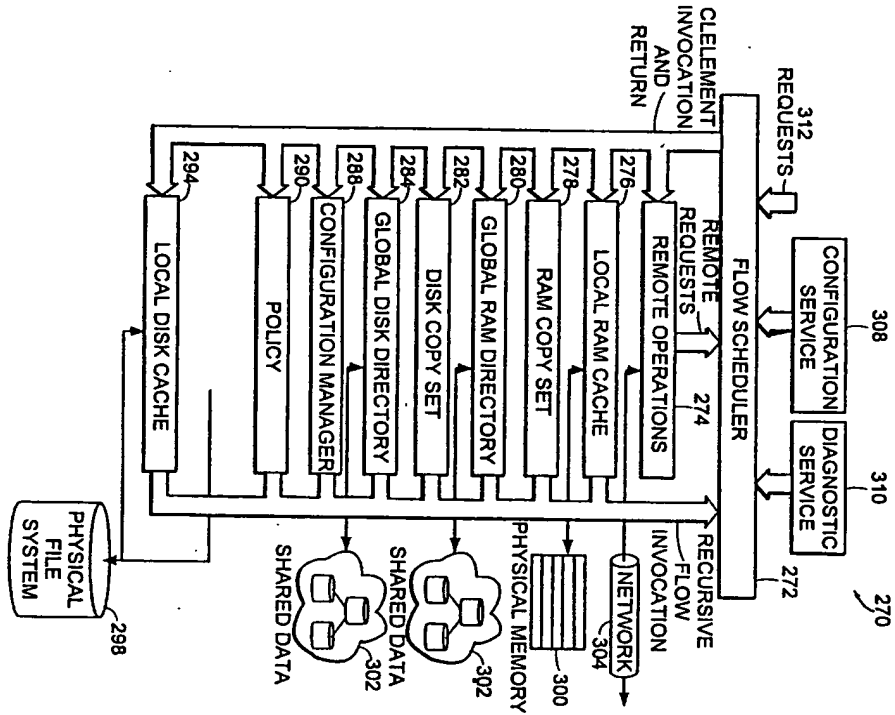 270
308
CONFIGURATION
SERVICE
310
DIAGNOSTIC
SERVICE
312
REQUESTS
FLOW SCHEDULER
272
CLELEMENT
INVOCATION
AND
RETURN
REMOTE
REQUESTS
RECURSIVE
FLOW
INVOCATION
REMOTE OPERATIONS
274
NETWORK
304
276
LOCAL RAM CACHE
278
RAM COPY SET
PHYSICAL MEMORY
300
280
GLOBAL RAM DIRECTORY
282
DISK COPY SET
SHARED DATA
302
284
GLOBAL DISK DIRECTORY
288
CONFIGURATION MANAGER
SHARED DATA
302
290
POLICY
294
LOCAL DISK CACHE
PHYSICAL
FILE
SYSTEM
298